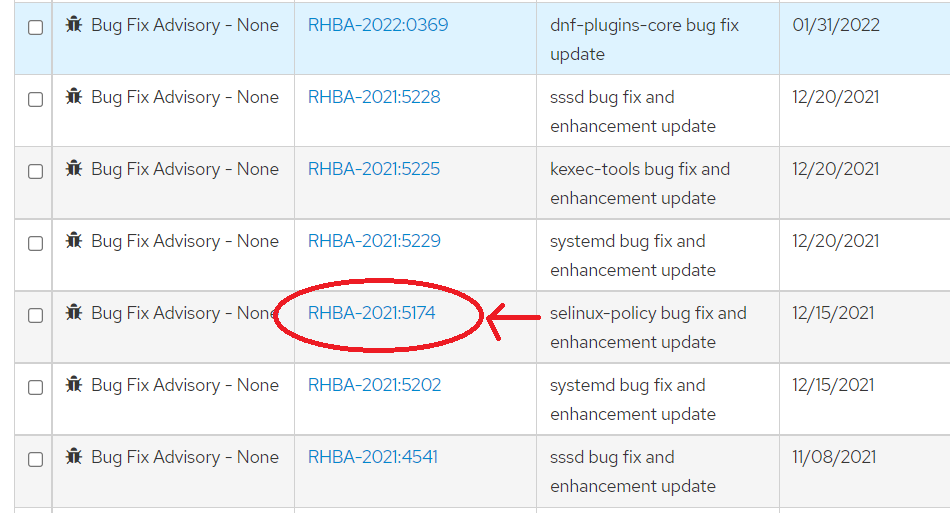 Bug Fix Advisory - None RHBA-2022:0369 dnf-plugins-core bug fix 01/31/2022
update
Bug Fix Advisory - None RHBA-2021:5228 sssd bug fix and 12/20/2021
enhancement update
Bug Fix Advisory - None RHBA-2021:5225 kexec-tools bug fix and 12/20/2021
enhancement update
Bug Fix Advisory - None RHBA-2021:5229 systemd bug fix and 12/20/2021
enhancement update
Bug Fix Advisory - None RHBA-2021:5174 selinux-policy bug fix and 12/15/2021
enhancement update
Bug Fix Advisory - None RHBA-2021:5202 systemd bug fix and 12/15/2021
enhancement update
Bug Fix Advisory - None RHBA-2021:4541 sssd bug fix and 11/08/2021
enhancement update